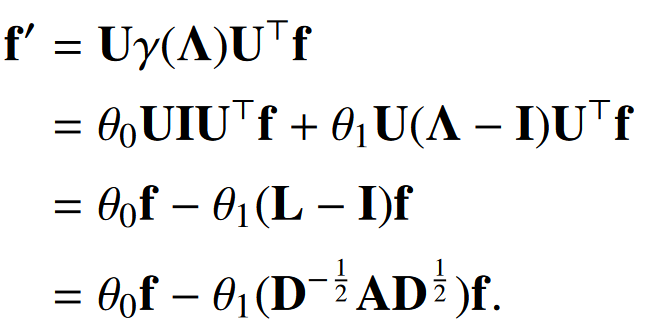 f′ = Uγ(Λ)U⊤f
= θ₀UIU⊤f + θ₁U(Λ − I)U⊤f
= θ₀f − θ₁(L − I)f
= θ₀f − θ₁(D^{−1/2}AD^{1/2})f.